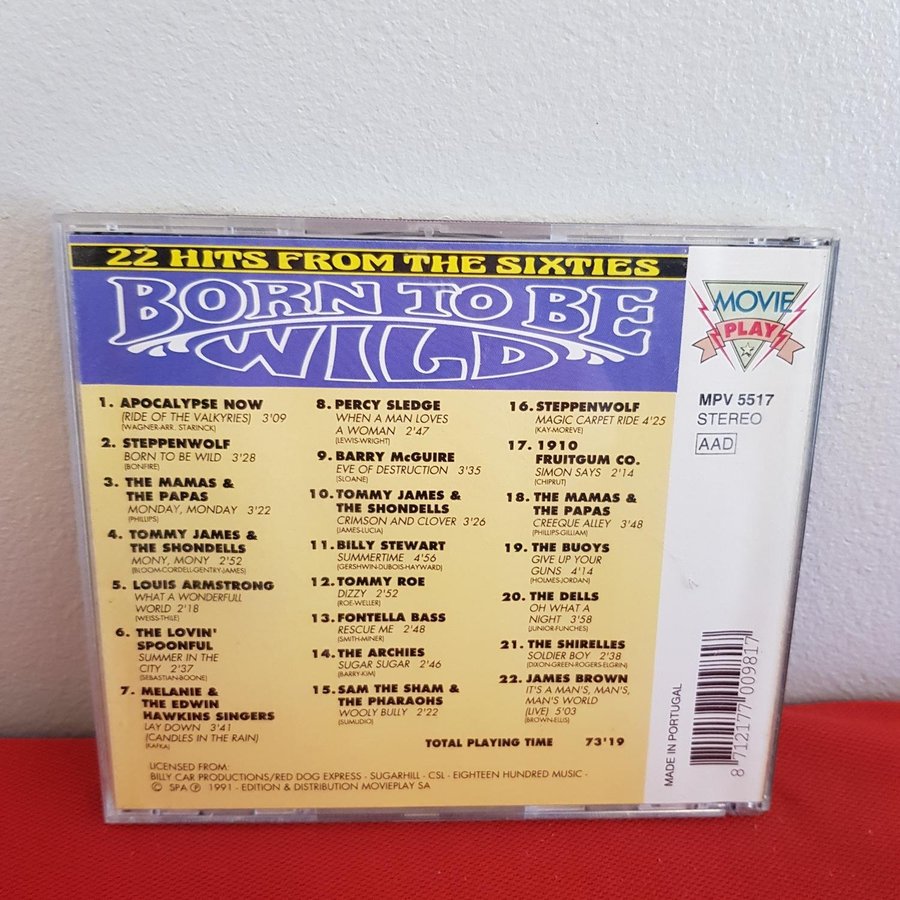 22 HITS FROM THE SIXTIES
BORN TO BE
"WILD"
MOVIE
PLAY
MPV 5517
STEREO
AAD
1. APOCALYPSE NOW
(RIDE OF THE VALKYRIES) 3'09
(WAGNER-ARR. STARINCK)
2. STEPPENWOLF
BORN TO BE WILD 3'28
(BONFIRE)
3. THE MAMAS &
THE PAPAS
MONDAY, MONDAY 3'22
(PHILLIPS)
4. TOMMY JAMES &
THE SHONDELLS
MONY, MONY 2'52
(BLOOM-CORDELL-GENTRY-JAMES)
5. LOUIS ARMSTRONG
WHAT A WONDERFULL
WORLD 2'18
(WEISS-THILE)
6. THE LOVIN'
SPOONFUL
SUMMER IN THE
CITY 2'37
(SEBASTIAN-BOONE)
7. MELANIE &
THE EDWIN
HAWKINS SINGERS
LAY DOWN 3'41
(CANDLES IN THE RAIN)
(KAFKA)
8. PERCY SLEDGE
WHEN A MAN LOVES
A WOMAN 2'47
(LEWIS-WRIGHT)
9. BARRY McGUIRE
EVE OF DESTRUCTION 3'35
(SLOANE)
10. TOMMY JAMES &
THE SHONDELLS
CRIMSON AND CLOVER 3'26
(JAMES-LUCIA)
11. BILLY STEWART
SUMMERTIME 4'56
(GERSHWIN-DUBOIS-HAYWARD)
12. TOMMY ROE
DIZZY 2'52
(ROE-WELLER)
13. FONTELLA BASS
RESCUE ME 2'48
(SMITH-MINER)
14. THE ARCHIES
SUGAR SUGAR 2'46
(BARRY-KIM)
15. SAM THE SHAM &
THE PHARAOHS
WOOLY BULLY 2'22
(SUMUDIO)
16. STEPPENWOLF
MAGIC CARPET RIDE 4'25
(KAY-MOREVE)
17. 1910
FRUITGUM CO.
SIMON SAYS 2'14
(CHIPRUT)
18. THE MAMAS &
THE PAPAS
CREEQUE ALLEY 3'48
(PHILLIPS-GILLIAM)
19. THE BUOYS
GIVE UP YOUR
GUNS 4'14
(HOLMES-JORDAN)
20. THE DELLS
OH WHAT A
NIGHT 3'58
(JUNIOR-FUNCHES)
21. THE SHIRELLES
SOLDIER BOY 2'38
(DIXON-GREEN-ROGERS-ELGRIN)
22. JAMES BROWN
IT'S A MAN'S, MAN'S,
MAN'S WORLD
(LIVE) 5'03
(BROWN-ELLIS)
TOTAL PLAYING TIME 73'19
LICENSED FROM:
BILLY CAR PRODUCTIONS/RED DOG EXPRESS - SUGARHILL - CSL - EIGHTEEN HUNDRED MUSIC -
© SPA ℗ 1991 - EDITION & DISTRIBUTION MOVIEPLAY SA
MADE IN PORTUGAL
8 712177 009817